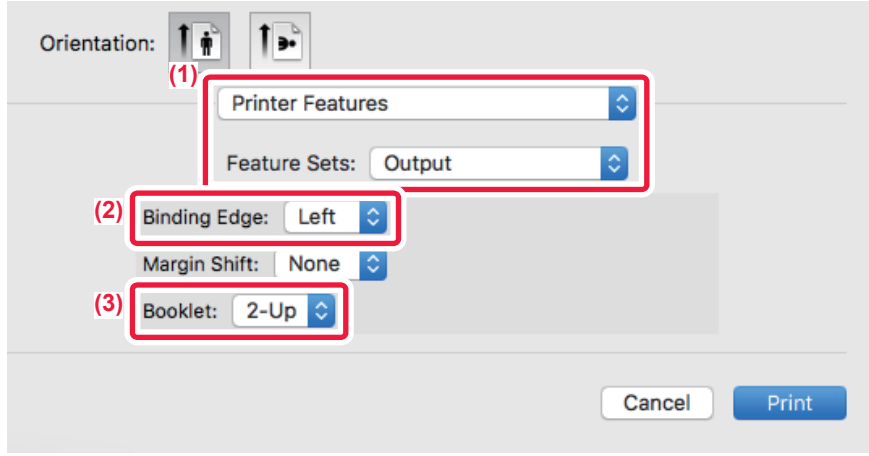 Orientation:
(1)
Printer Features
Feature Sets: Output
(2) Binding Edge: Left
Margin Shift: None
(3) Booklet: 2-Up
Cancel Print